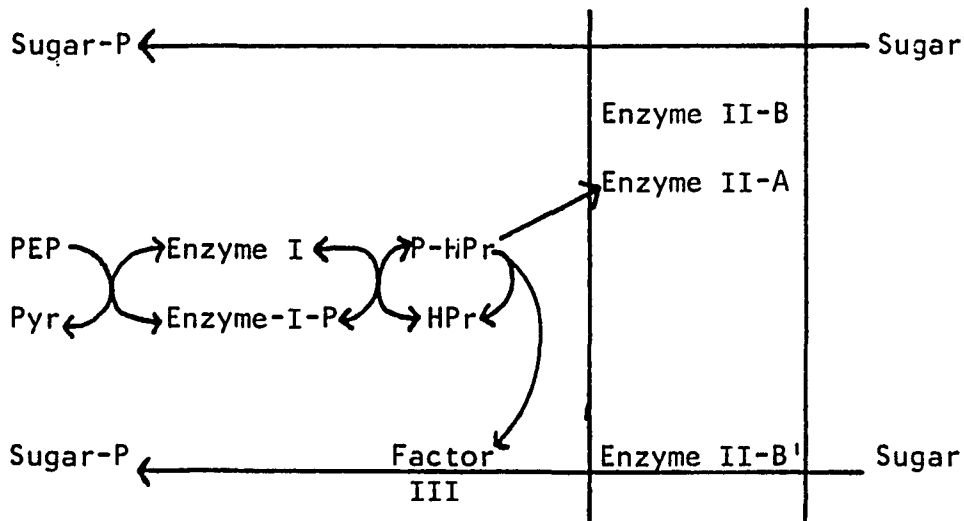 Sugar-P Sugar
Enzyme II-B
Enzyme II-A
PEP Enzyme I P-HPr
Pyr Enzyme-I-P HPr
Sugar-P Factor Enzyme II-B' Sugar
III